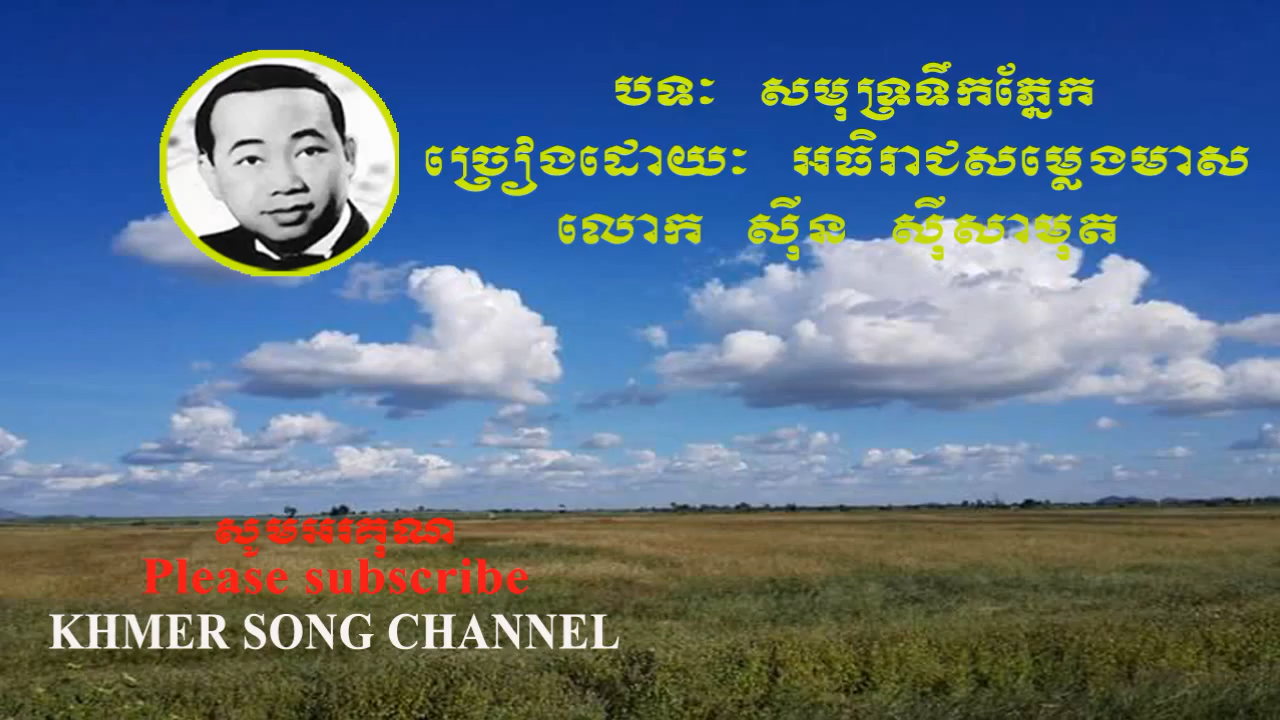 បទៈ សមុទ្រទឹកភ្នែក
ច្រៀងដោយៈ អធិរាជសម្លេងមាស
លោក ស៊ីន ស៊ីសាមុត
សូមអរគុណ
Please subscribe
KHMER SONG CHANNEL